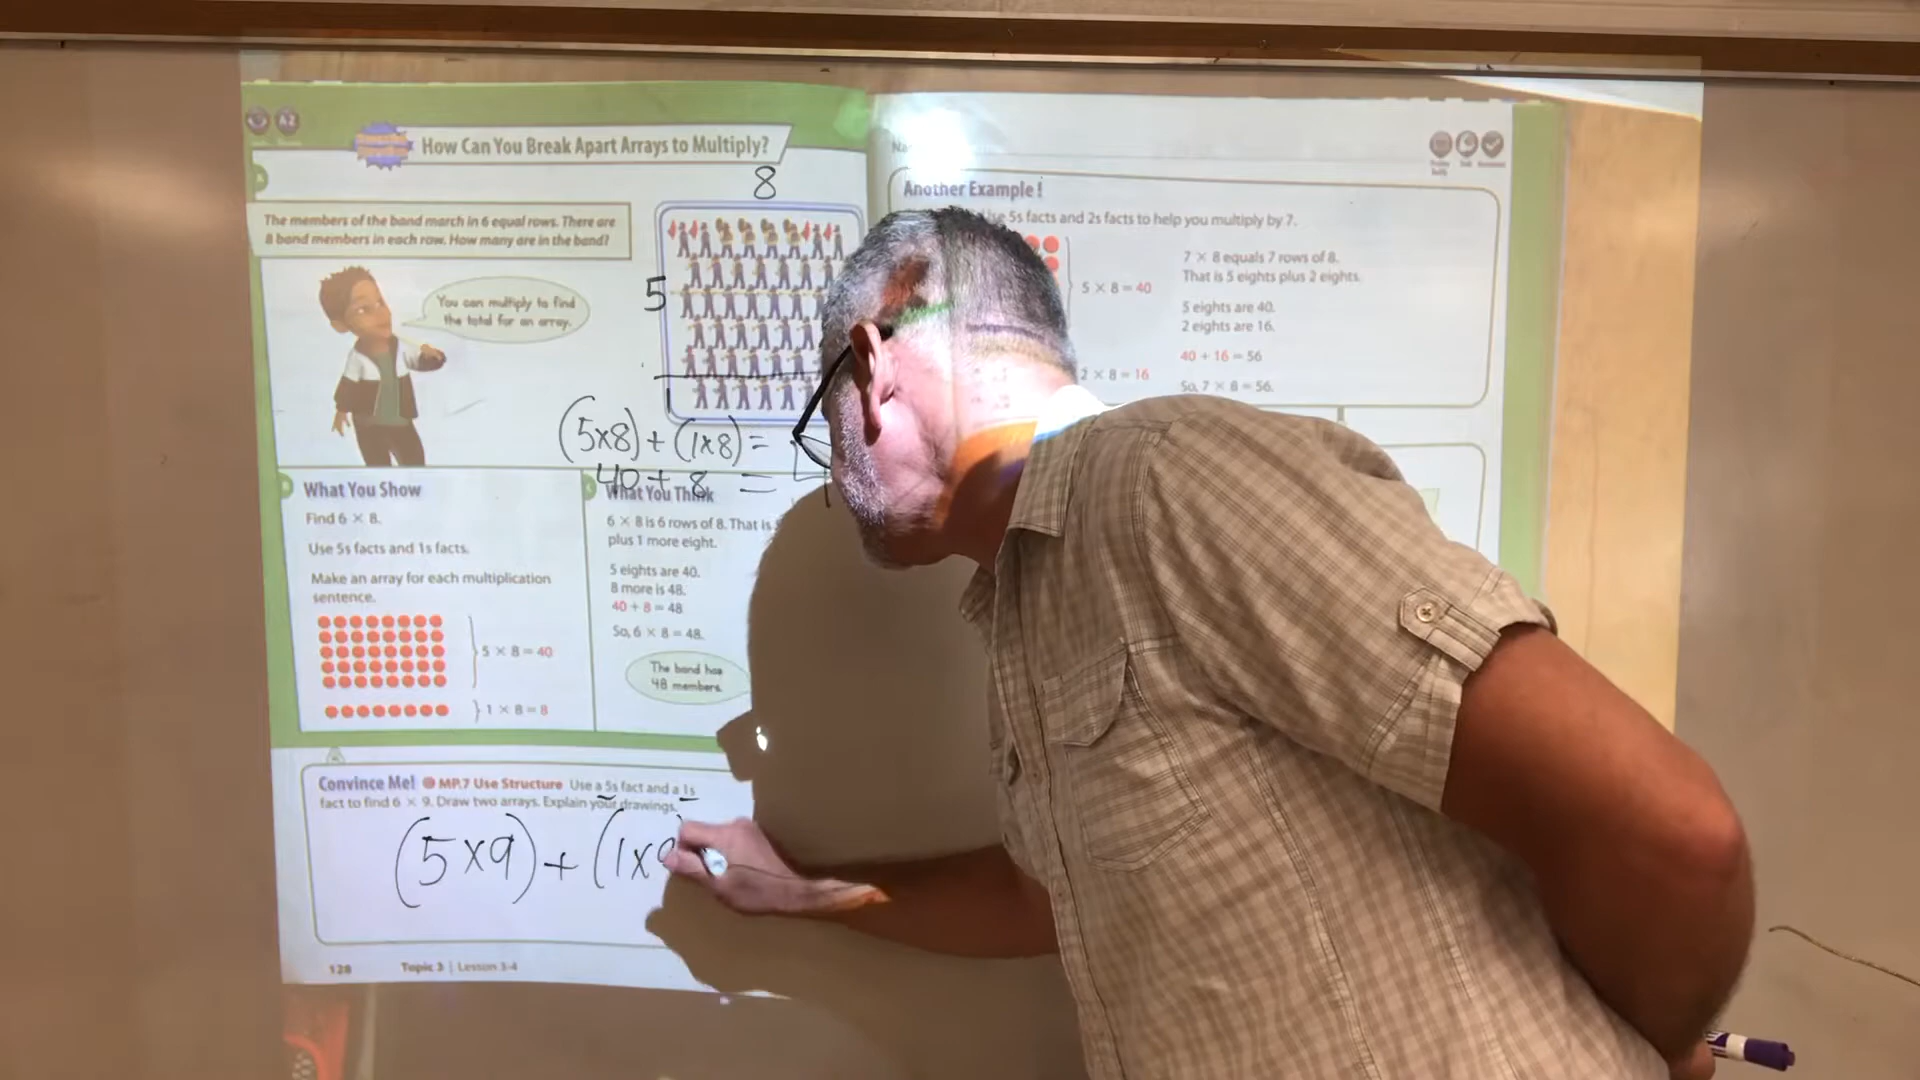 A2
How Can You Break Apart Arrays to Multiply?
8
The members of the band march in 6 equal rows. There are
8 band members in each row. How many are in the band?
You can multiply to find
the total for an array.
5
1
(5x8) + (1x8) =
40 + 8 =
What You Show
Find 6 × 8.
Use 5s facts and 1s facts.
Make an array for each multiplication
sentence.
5 × 8 = 40
1 × 8 = 8
What You Think
6 × 8 is 6 rows of 8. That is
plus 1 more eight.
5 eights are 40.
8 more is 48.
40 + 8 = 48
So, 6 × 8 = 48.
The band has
48 members.
Convince Me! MP.7 Use Structure Use a 5s fact and a 1s
fact to find 6 × 9. Draw two arrays. Explain your drawings.
(5x9) + (1x9
128 Topic 3 | Lesson 3-4
Another Example!
5s facts and 2s facts to help you multiply by 7.
5 × 8 = 40
2 × 8 = 16
7 × 8 equals 7 rows of 8.
That is 5 eights plus 2 eights.
5 eights are 40.
2 eights are 16.
40 + 16 = 56
So, 7 × 8 = 56.